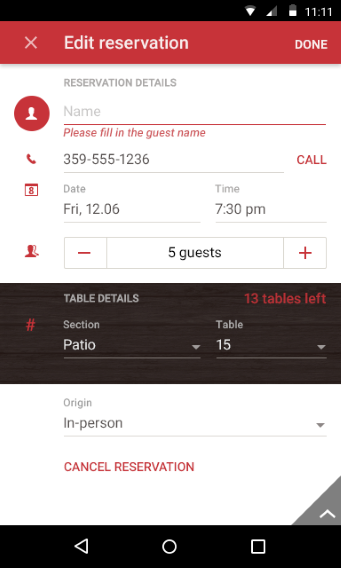 11:11
Edit reservation
DONE
RESERVATION DETAILS
Name
Please fill in the guest name
359-555-1236
CALL
8
Date
Time
Fri, 12.06
7:30 pm
5 guests
TABLE DETAILS
13 tables left
#
Section
Table
Patio
15
Origin
In-person
CANCEL RESERVATION